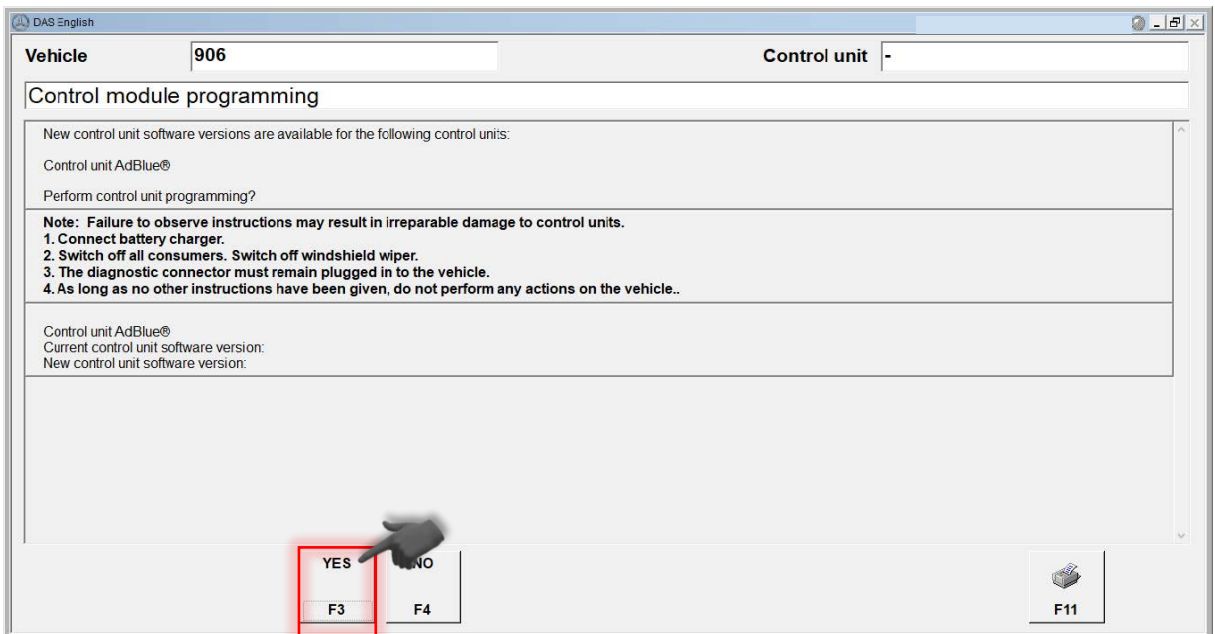 DAS English
Vehicle 906 Control unit -
Control module programming
New control unit software versions are available for the following control units:
Control unit AdBlue®
Perform control unit programming?
Note: Failure to observe instructions may result in irreparable damage to control units.
1. Connect battery charger.
2. Switch off all consumers. Switch off windshield wiper.
3. The diagnostic connector must remain plugged in to the vehicle.
4. As long as no other instructions have been given, do not perform any actions on the vehicle..
Control unit AdBlue®
Current control unit software version:
New control unit software version:
YES NO
F3 F4 F11